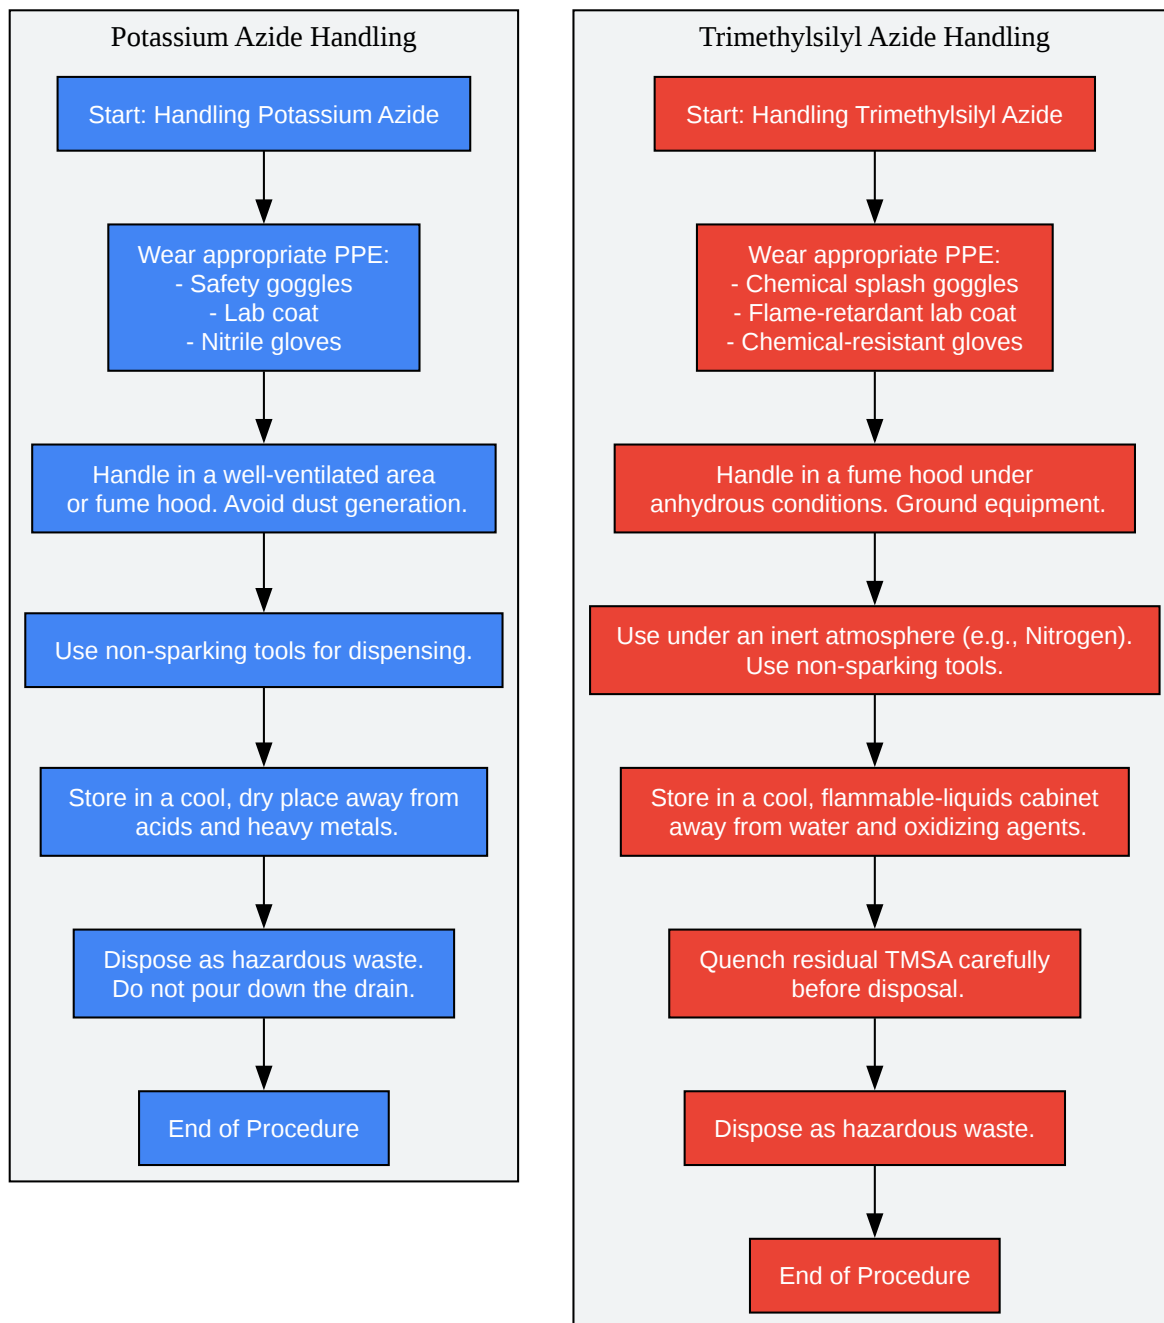 Potassium Azide Handling
Start: Handling Potassium Azide
Wear appropriate PPE:
- Safety goggles
- Lab coat
- Nitrile gloves
Handle in a well-ventilated area
or fume hood. Avoid dust generation.
Use non-sparking tools for dispensing.
Store in a cool, dry place away from
acids and heavy metals.
Dispose as hazardous waste.
Do not pour down the drain.
End of Procedure
Trimethylsilyl Azide Handling
Start: Handling Trimethylsilyl Azide
Wear appropriate PPE:
- Chemical splash goggles
- Flame-retardant lab coat
- Chemical-resistant gloves
Handle in a fume hood under
anhydrous conditions. Ground equipment.
Use under an inert atmosphere (e.g., Nitrogen).
Use non-sparking tools.
Store in a cool, flammable-liquids cabinet
away from water and oxidizing agents.
Quench residual TMSA carefully
before disposal.
Dispose as hazardous waste.
End of Procedure